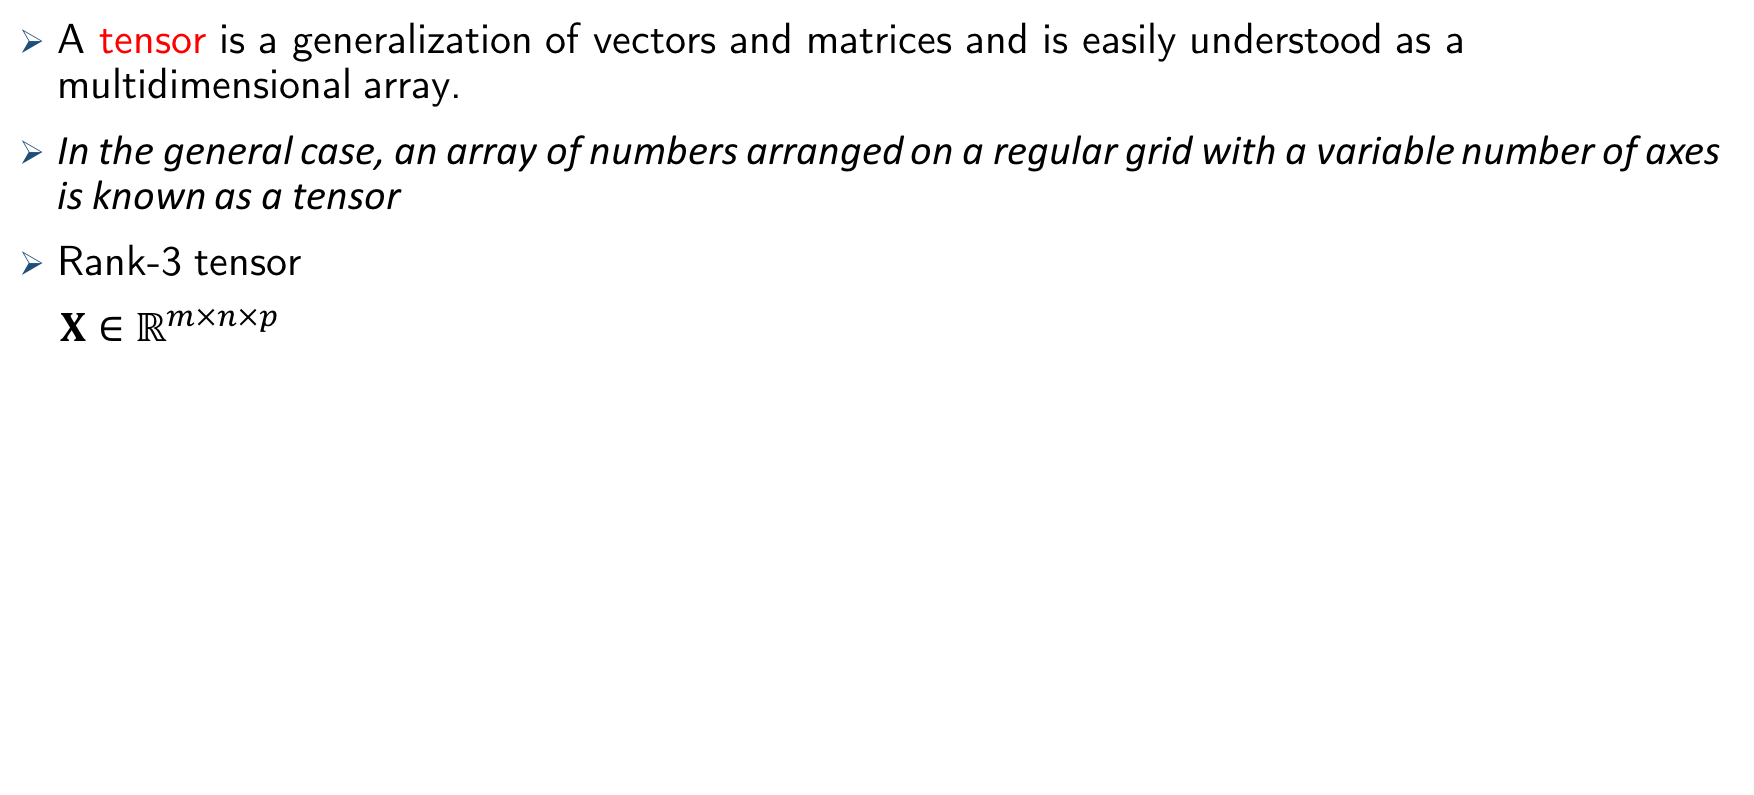 ➢ A tensor is a generalization of vectors and matrices and is easily understood as a
multidimensional array.
➢ In the general case, an array of numbers arranged on a regular grid with a variable number of axes
is known as a tensor
➢ Rank-3 tensor
𝐗 ∈ ℝ^{m×n×p}